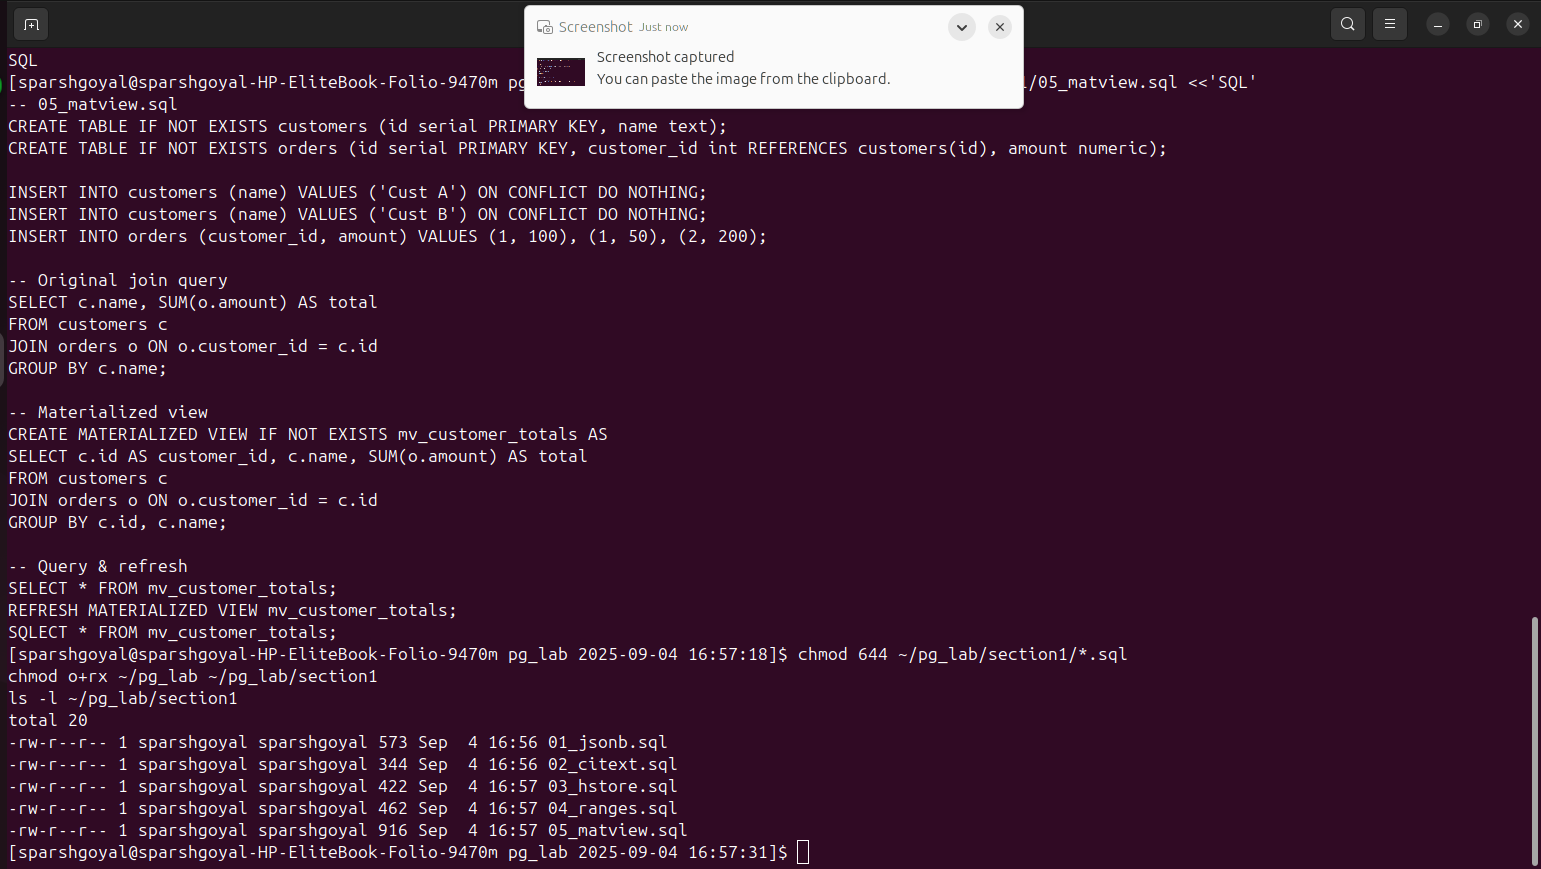 Screenshot Just now
Screenshot captured
You can paste the image from the clipboard.
SQL
[sparshgoyal@sparshgoyal-HP-EliteBook-Folio-9470m pg /05_matview.sql <<'SQL'
-- 05_matview.sql
CREATE TABLE IF NOT EXISTS customers (id serial PRIMARY KEY, name text);
CREATE TABLE IF NOT EXISTS orders (id serial PRIMARY KEY, customer_id int REFERENCES customers(id), amount numeric);
INSERT INTO customers (name) VALUES ('Cust A') ON CONFLICT DO NOTHING;
INSERT INTO customers (name) VALUES ('Cust B') ON CONFLICT DO NOTHING;
INSERT INTO orders (customer_id, amount) VALUES (1, 100), (1, 50), (2, 200);
-- Original join query
SELECT c.name, SUM(o.amount) AS total
FROM customers c
JOIN orders o ON o.customer_id = c.id
GROUP BY c.name;
-- Materialized view
CREATE MATERIALIZED VIEW IF NOT EXISTS mv_customer_totals AS
SELECT c.id AS customer_id, c.name, SUM(o.amount) AS total
FROM customers c
JOIN orders o ON o.customer_id = c.id
GROUP BY c.id, c.name;
-- Query & refresh
SELECT * FROM mv_customer_totals;
REFRESH MATERIALIZED VIEW mv_customer_totals;
SQLECT * FROM mv_customer_totals;
[sparshgoyal@sparshgoyal-HP-EliteBook-Folio-9470m pg_lab 2025-09-04 16:57:18]$ chmod 644 ~/pg_lab/section1/*.sql
chmod o+rx ~/pg_lab ~/pg_lab/section1
ls -l ~/pg_lab/section1
total 20
-rw-r--r-- 1 sparshgoyal sparshgoyal 573 Sep  4 16:56 01_jsonb.sql
-rw-r--r-- 1 sparshgoyal sparshgoyal 344 Sep  4 16:56 02_citext.sql
-rw-r--r-- 1 sparshgoyal sparshgoyal 422 Sep  4 16:57 03_hstore.sql
-rw-r--r-- 1 sparshgoyal sparshgoyal 462 Sep  4 16:57 04_ranges.sql
-rw-r--r-- 1 sparshgoyal sparshgoyal 916 Sep  4 16:57 05_matview.sql
[sparshgoyal@sparshgoyal-HP-EliteBook-Folio-9470m pg_lab 2025-09-04 16:57:31]$